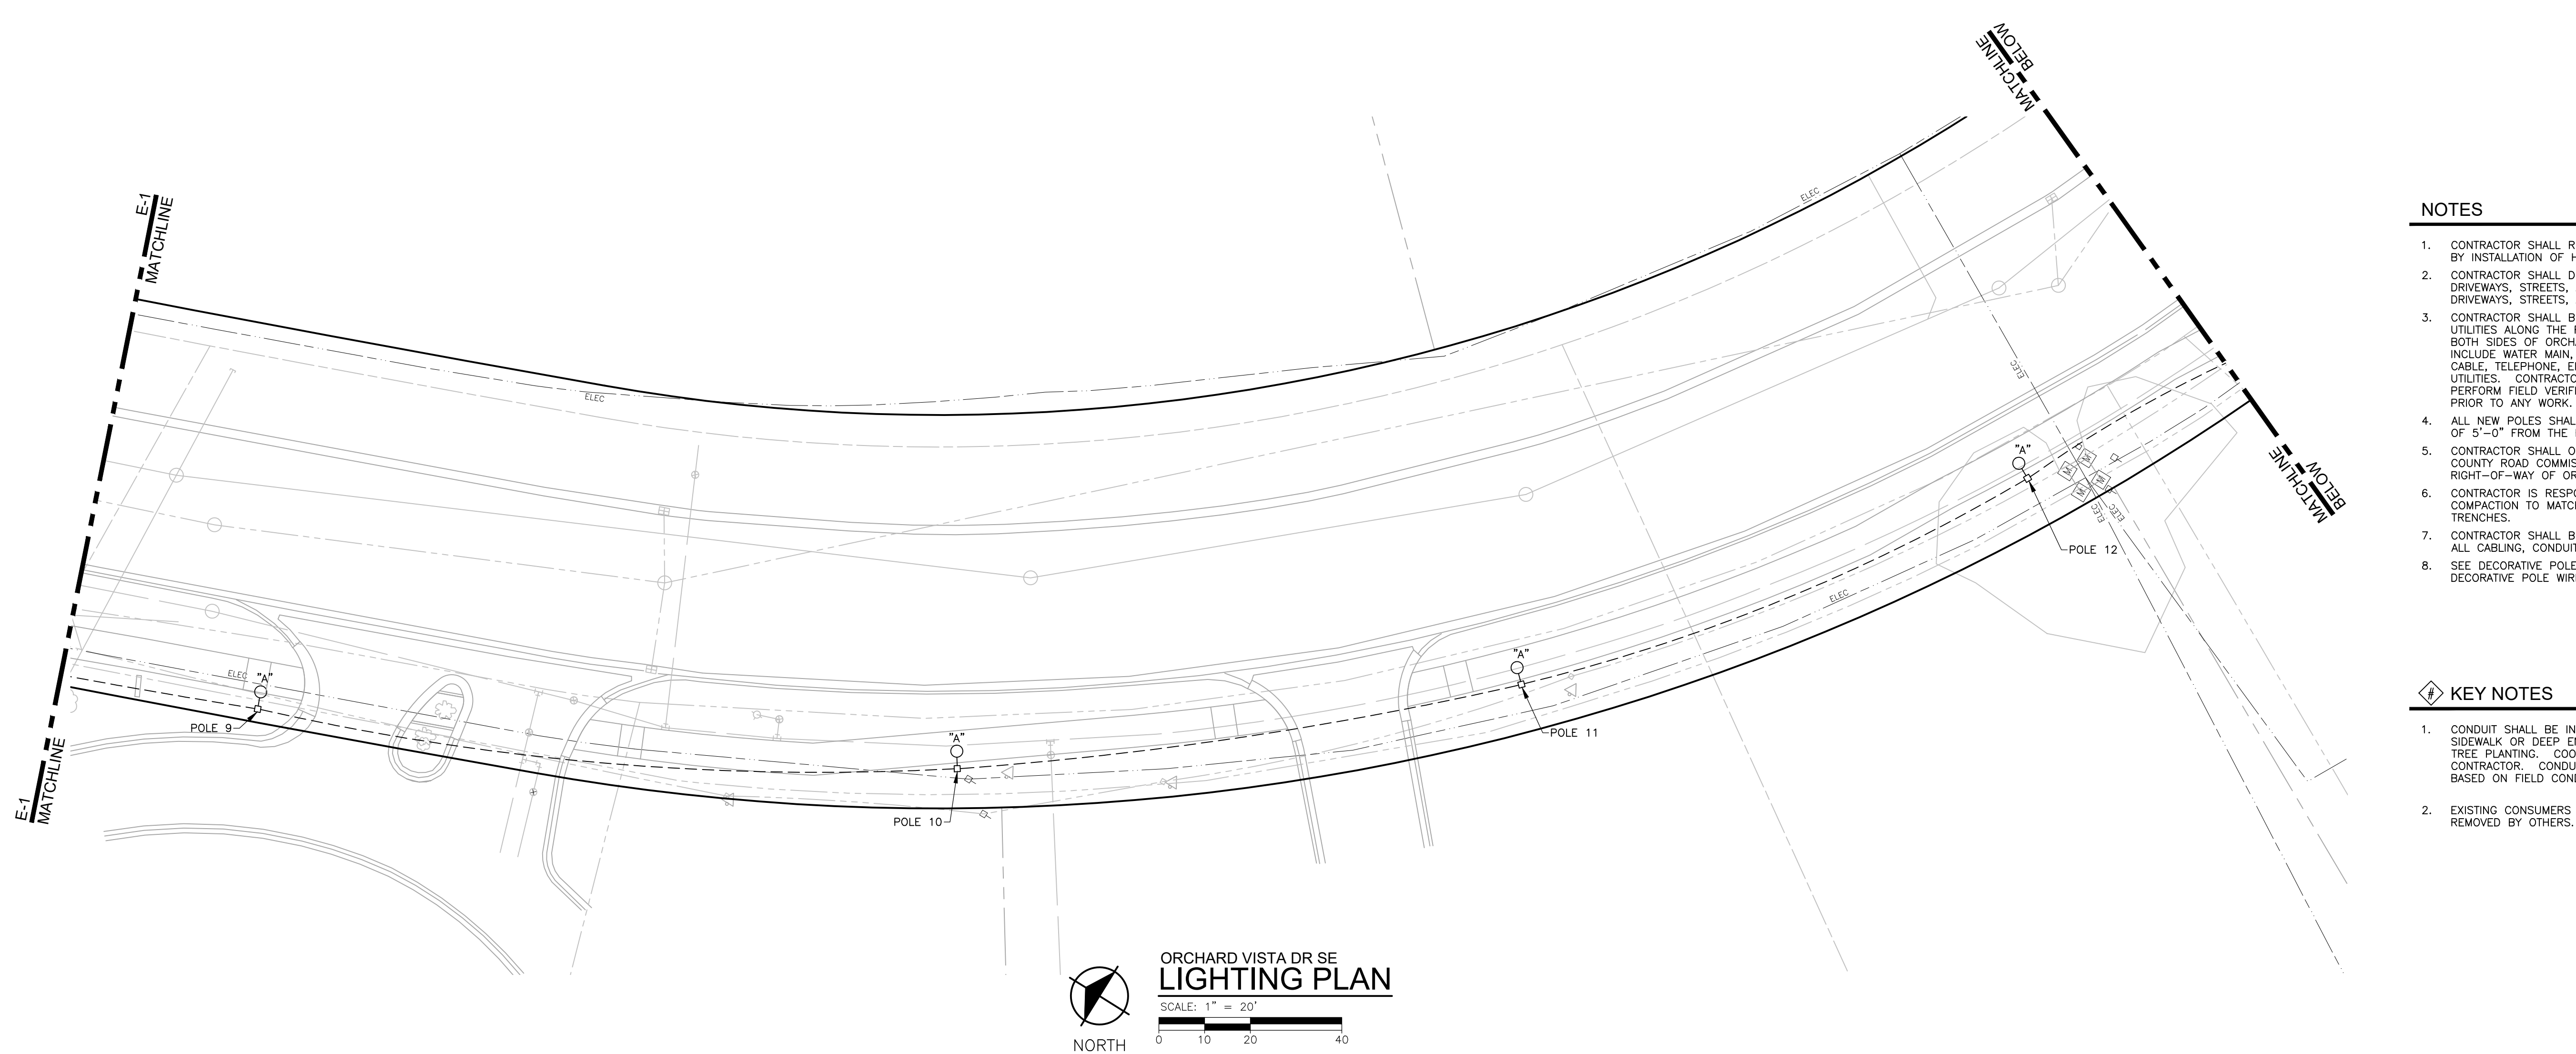 MATCHLINE
BELOW
E-1
MATCHLINE
ELEC
ELEC
ELEC
ELEC
"A"
POLE 9
"A"
POLE 10
"A"
POLE 11
ELEC
"A"
M
M
M
M
POLE 12
ELEC
ELEC
MATCHLINE
BELOW
E-1
MATCHLINE
NORTH
ORCHARD VISTA DR SE
LIGHTING PLAN
SCALE: 1" = 20'
0 10 20 40
NOTES
1. CONTRACTOR SHALL R
BY INSTALLATION OF H
2. CONTRACTOR SHALL D
DRIVEWAYS, STREETS,
DRIVEWAYS, STREETS,
3. CONTRACTOR SHALL B
UTILITIES ALONG THE
BOTH SIDES OF ORCH
INCLUDE WATER MAIN,
CABLE, TELEPHONE, E
UTILITIES. CONTRACTO
PERFORM FIELD VERIF
PRIOR TO ANY WORK.
4. ALL NEW POLES SHAL
OF 5'-0" FROM THE
5. CONTRACTOR SHALL O
COUNTY ROAD COMMIS
RIGHT-OF-WAY OF OR
6. CONTRACTOR IS RESPO
COMPACTION TO MATC
TRENCHES.
7. CONTRACTOR SHALL B
ALL CABLING, CONDUIT
8. SEE DECORATIVE POLE
DECORATIVE POLE WIR
# KEY NOTES
1. CONDUIT SHALL BE IN
SIDEWALK OR DEEP E
TREE PLANTING. COO
CONTRACTOR. CONDU
BASED ON FIELD CON
2. EXISTING CONSUMERS
REMOVED BY OTHERS.